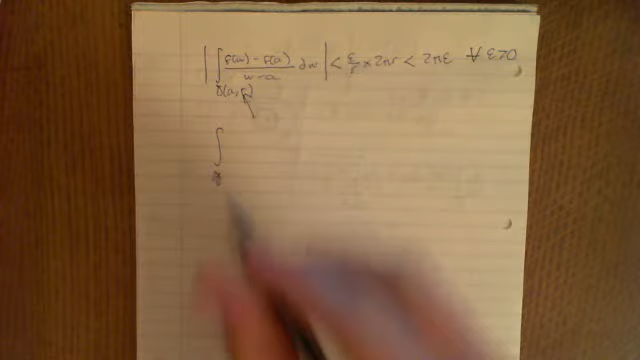 | ∫ f(w) - f(a) / w - a dw | < ε/r × 2πr < 2πε ∀ ε>0
γ(a,r)
∫